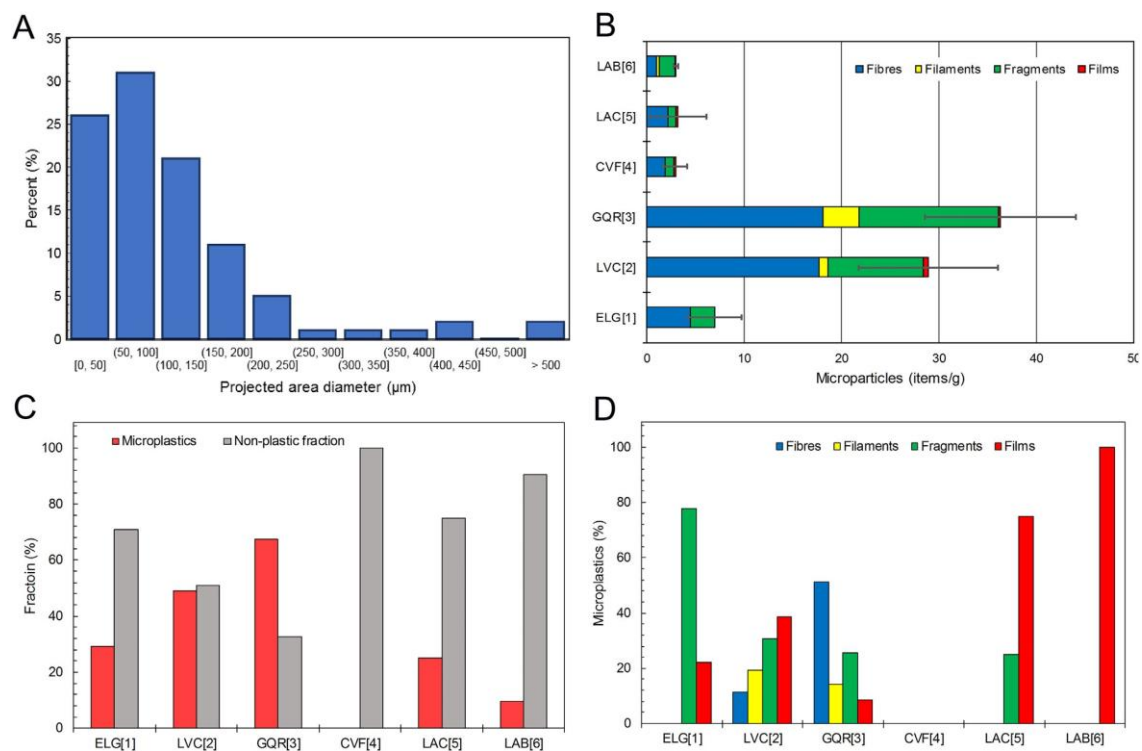 A
35
30
25
20
15
10
5
0
Percent (%)
(50, 100] (150, 200] (250, 300] (350, 400] (450, 500]
[0, 50] (100, 150] (200, 250] (300, 350] (400, 450] > 500
Projected area diameter (µm)
B
Fibres Filaments Fragments Films
LAB[6]
LAC[5]
CVF[4]
GQR[3]
LVC[2]
ELG[1]
0 10 20 30 40 50
Microparticles (items/g)
C
Microplastics Non-plastic fraction
100
80
60
40
20
0
Fractoin (%)
ELG[1] LVC[2] GQR[3] CVF[4] LAC[5] LAB[6]
D
Fibres Filaments Fragments Films
100
80
60
40
20
0
Microplastics (%)
ELG[1] LVC[2] GQR[3] CVF[4] LAC[5] LAB[6]